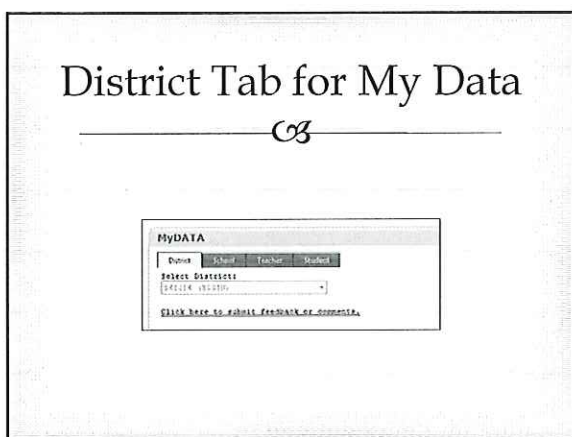 District Tab for My Data
MyDATA
District School Teacher Student
Select District:
Click here to submit feedback or comments.